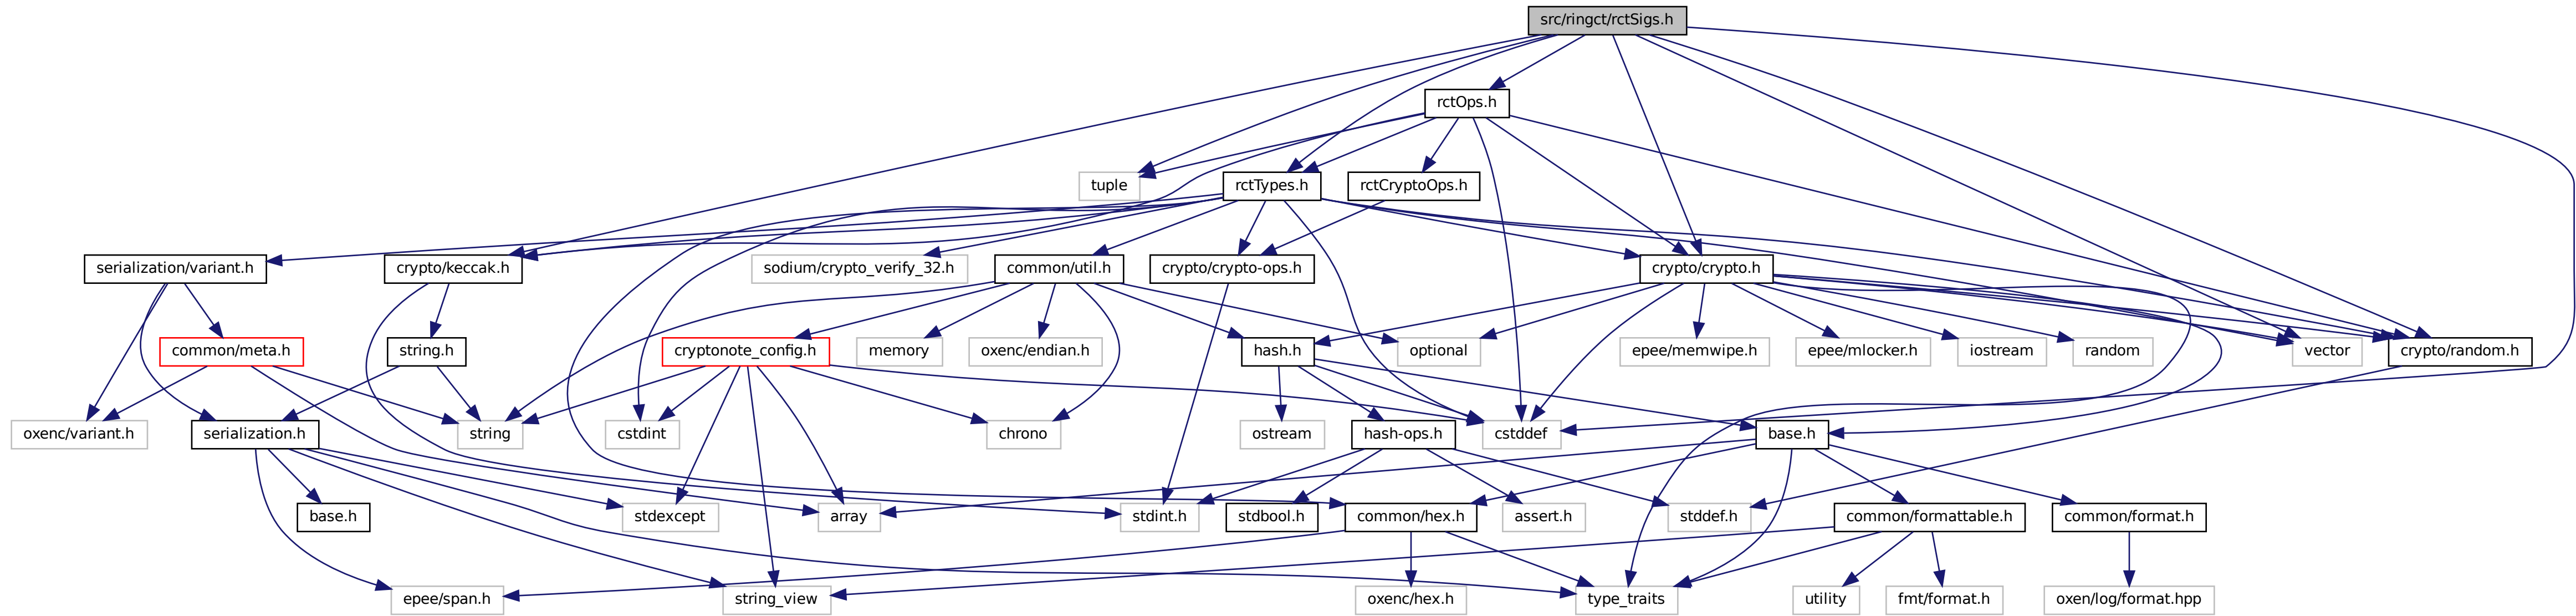 src/ringct/rctSigs.h
rctOps.h
tuple
rctTypes.h
rctCryptoOps.h
serialization/variant.h
crypto/keccak.h
sodium/crypto_verify_32.h
common/util.h
crypto/crypto-ops.h
crypto/crypto.h
common/meta.h
string.h
cryptonote_config.h
memory
oxenc/endian.h
hash.h
optional
epee/memwipe.h
epee/mlocker.h
iostream
random
vector
crypto/random.h
oxenc/variant.h
serialization.h
string
cstdint
chrono
ostream
hash-ops.h
cstddef
base.h
base.h
stdexcept
array
stdint.h
stdbool.h
common/hex.h
assert.h
stddef.h
common/formattable.h
common/format.h
epee/span.h
string_view
oxenc/hex.h
type_traits
utility
fmt/format.h
oxen/log/format.hpp